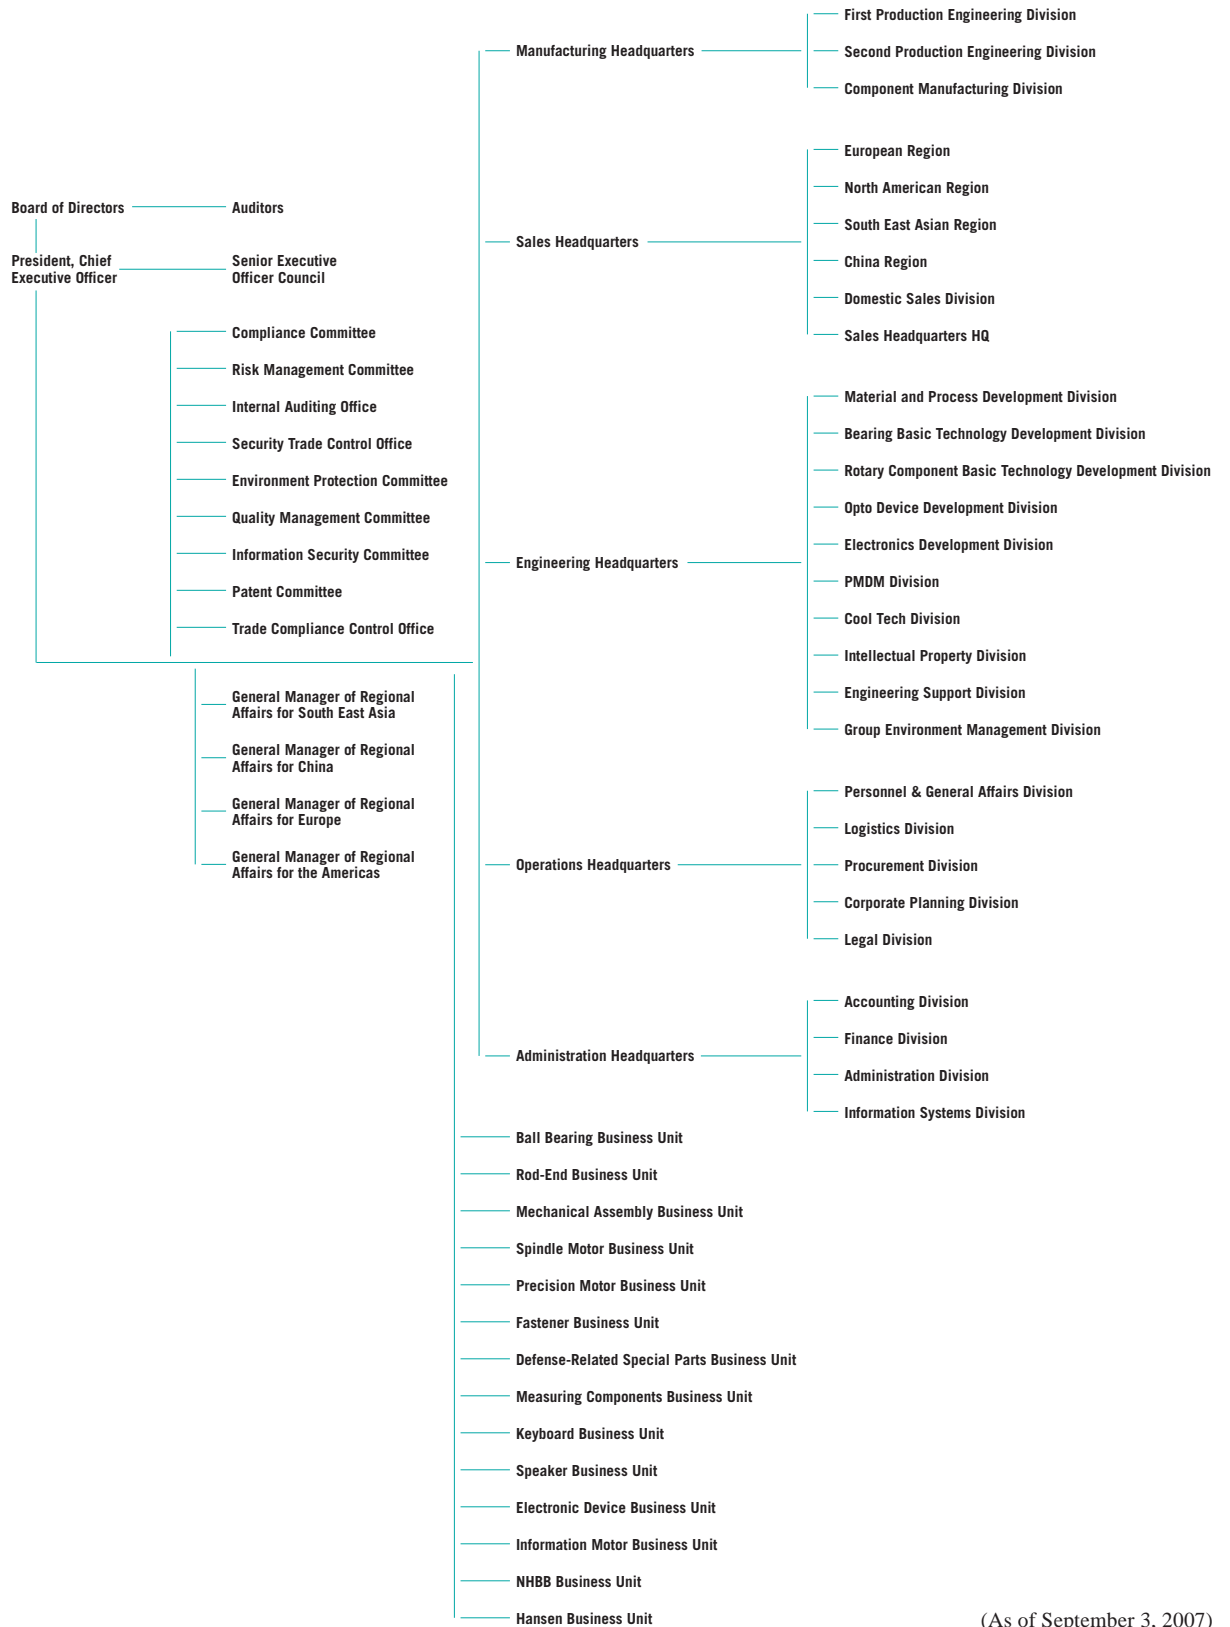 Board of Directors
Auditors
President, Chief
Executive Officer
Senior Executive
Officer Council
Compliance Committee
Risk Management Committee
Internal Auditing Office
Security Trade Control Office
Environment Protection Committee
Quality Management Committee
Information Security Committee
Patent Committee
Trade Compliance Control Office
General Manager of Regional
Affairs for South East Asia
General Manager of Regional
Affairs for China
General Manager of Regional
Affairs for Europe
General Manager of Regional
Affairs for the Americas
Manufacturing Headquarters
First Production Engineering Division
Second Production Engineering Division
Component Manufacturing Division
Sales Headquarters
European Region
North American Region
South East Asian Region
China Region
Domestic Sales Division
Sales Headquarters HQ
Engineering Headquarters
Material and Process Development Division
Bearing Basic Technology Development Division
Rotary Component Basic Technology Development Division
Opto Device Development Division
Electronics Development Division
PMDM Division
Cool Tech Division
Intellectual Property Division
Engineering Support Division
Group Environment Management Division
Operations Headquarters
Personnel & General Affairs Division
Logistics Division
Procurement Division
Corporate Planning Division
Legal Division
Administration Headquarters
Accounting Division
Finance Division
Administration Division
Information Systems Division
Ball Bearing Business Unit
Rod-End Business Unit
Mechanical Assembly Business Unit
Spindle Motor Business Unit
Precision Motor Business Unit
Fastener Business Unit
Defense-Related Special Parts Business Unit
Measuring Components Business Unit
Keyboard Business Unit
Speaker Business Unit
Electronic Device Business Unit
Information Motor Business Unit
NHBB Business Unit
Hansen Business Unit
(As of September 3, 2007)